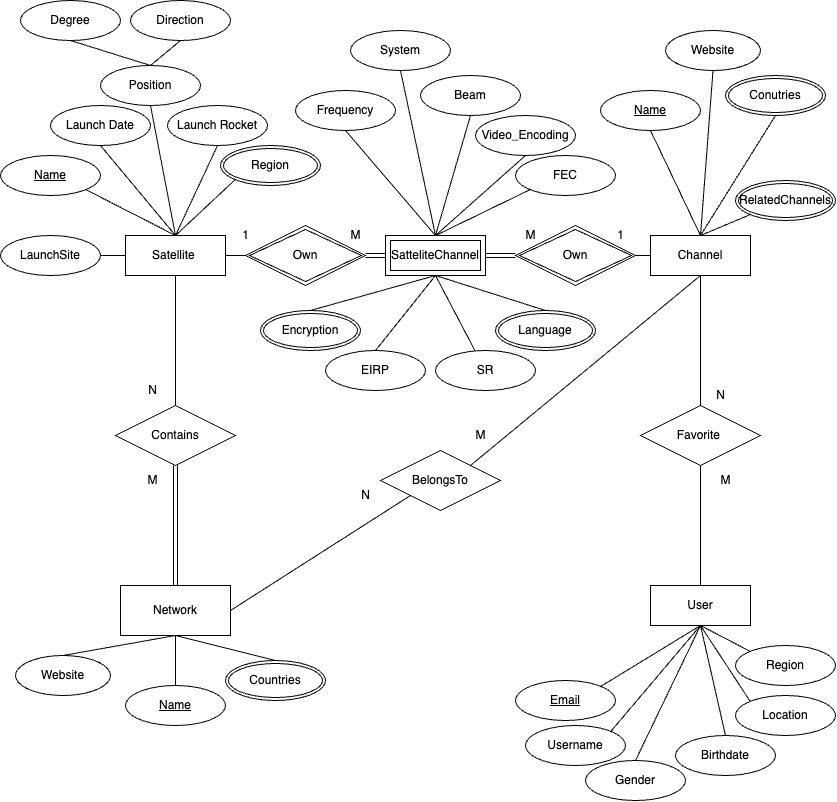 Degree
Direction
Position
Launch Date
Launch Rocket
Name
Region
LaunchSite
Satellite
System
Frequency
Beam
Video_Encoding
FEC
Website
Name
Conutries
RelatedChannels
1
Own
M
SatteliteChannel
M
Own
1
Channel
Encryption
Language
EIRP
SR
N
Contains
M
N
Favorite
M
M
BelongsTo
N
Network
User
Website
Name
Countries
Email
Username
Gender
Birthdate
Location
Region